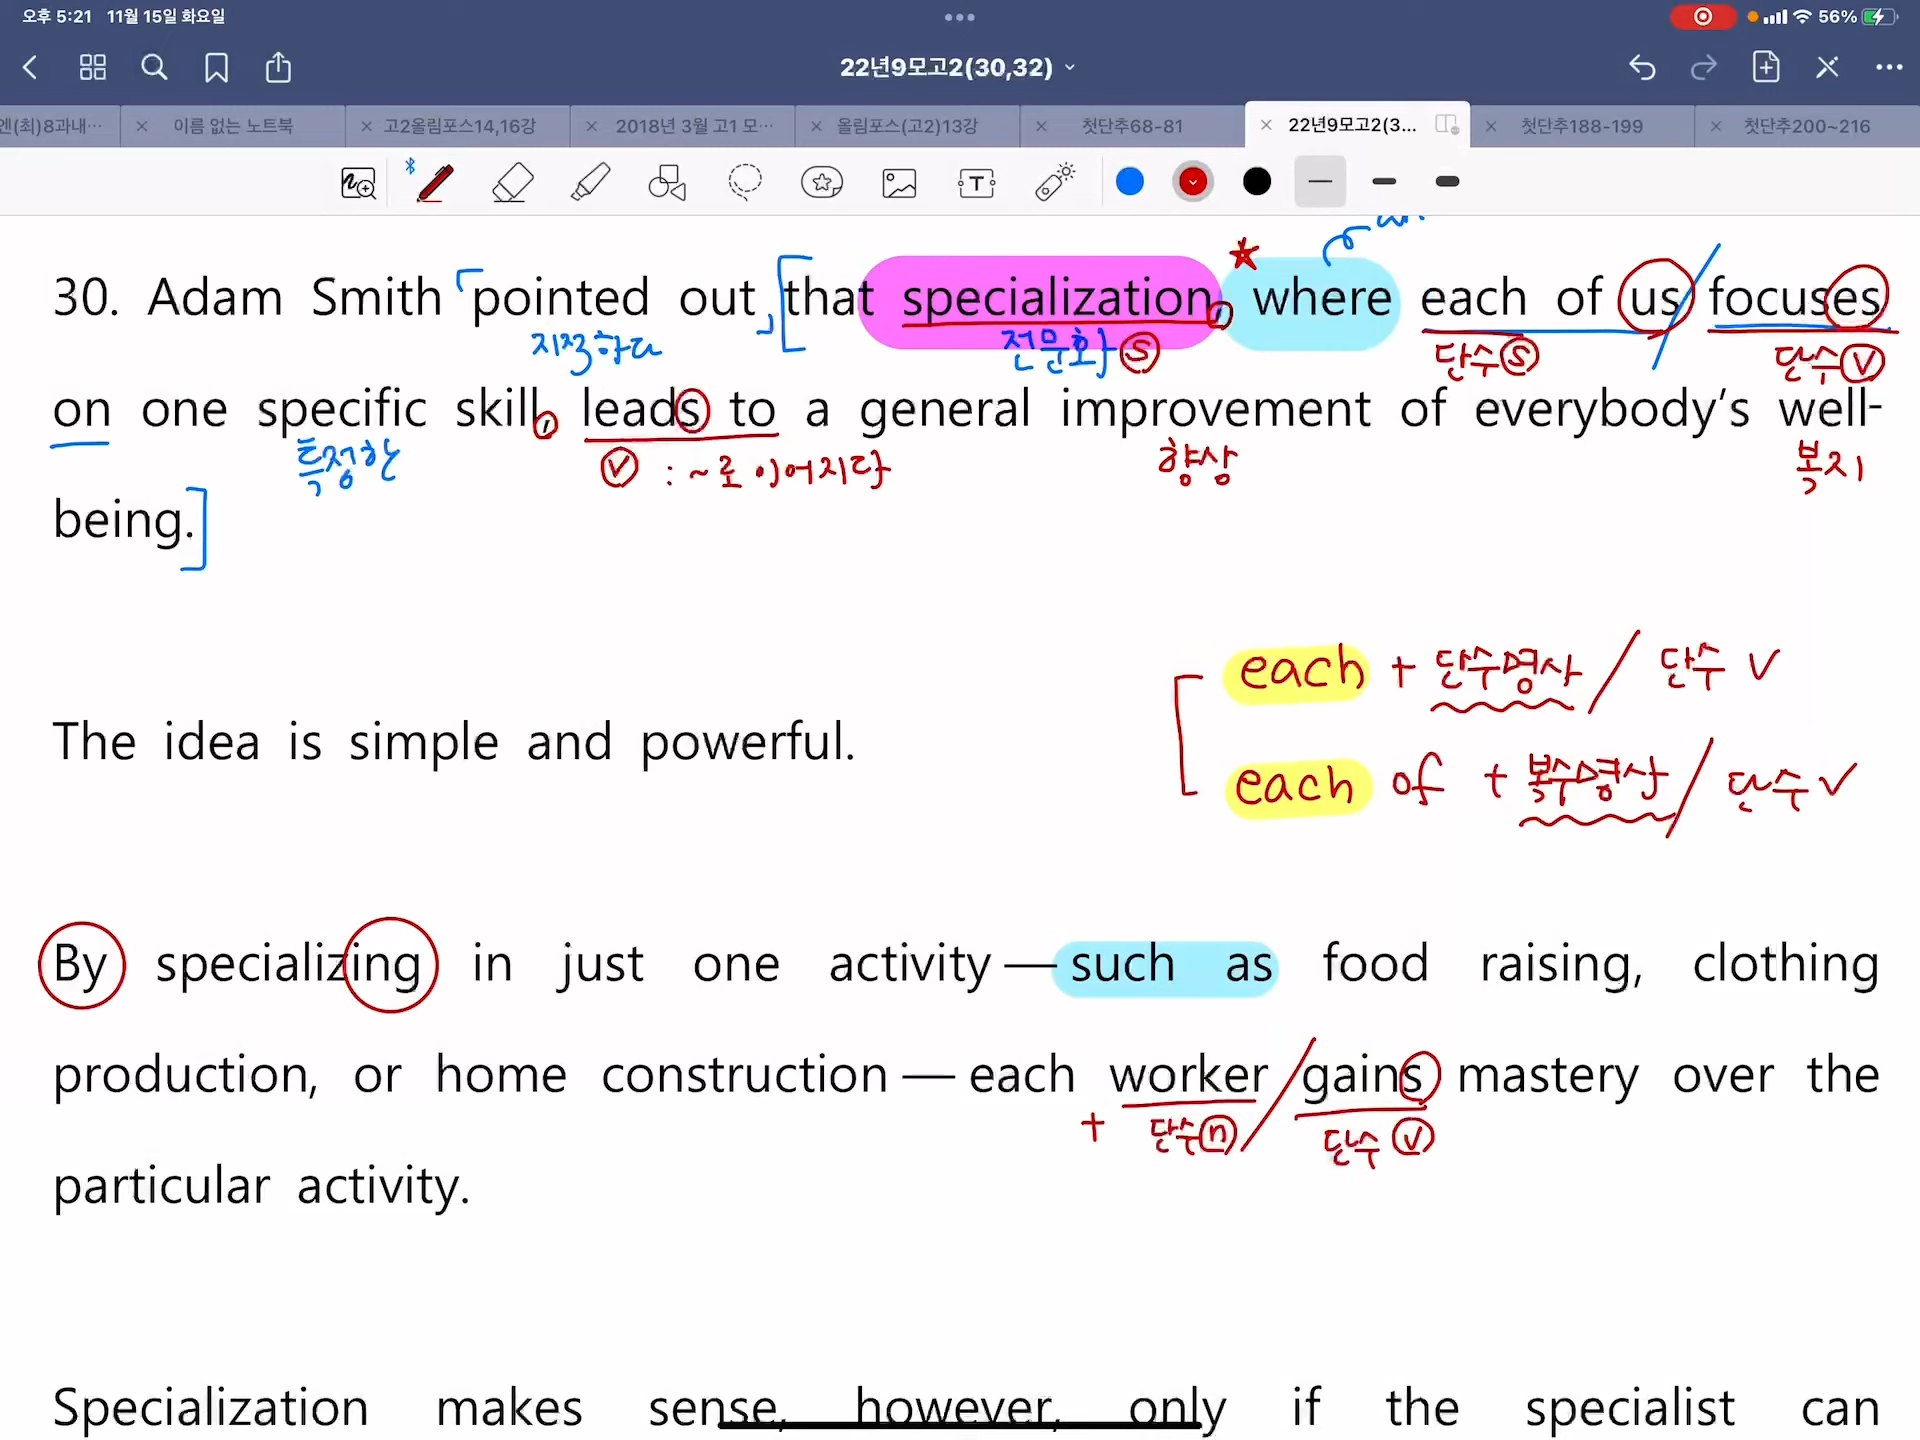 오후 5:21 11월 15일 화요일
56%
22년9모고2(30,32)
엔(최)8과내… 이름 없는 노트북 고2올림포스14,16강 2018년 3월 고1 모… 올림포스(고2)13강 첫단추68-81 22년9모고2(3... 첫단추188-199 첫단추200~216
30. Adam Smith pointed out that specialization, where each of us / focuses
지적하다 전문화 ⓢ 단수ⓢ 단수ⓥ
on one specific skill, leads to a general improvement of everybody's well-
특정한 ⓥ : ~로 이어지다 향상 복지
being.
each + 단수명사 / 단수 V
The idea is simple and powerful.
each of + 복수명사 / 단수 V
By specializing in just one activity — such as food raising, clothing
production, or home construction — each worker / gains mastery over the
+ 단수ⓝ 단수 ⓥ
particular activity.
Specialization makes sense, however, only if the specialist can